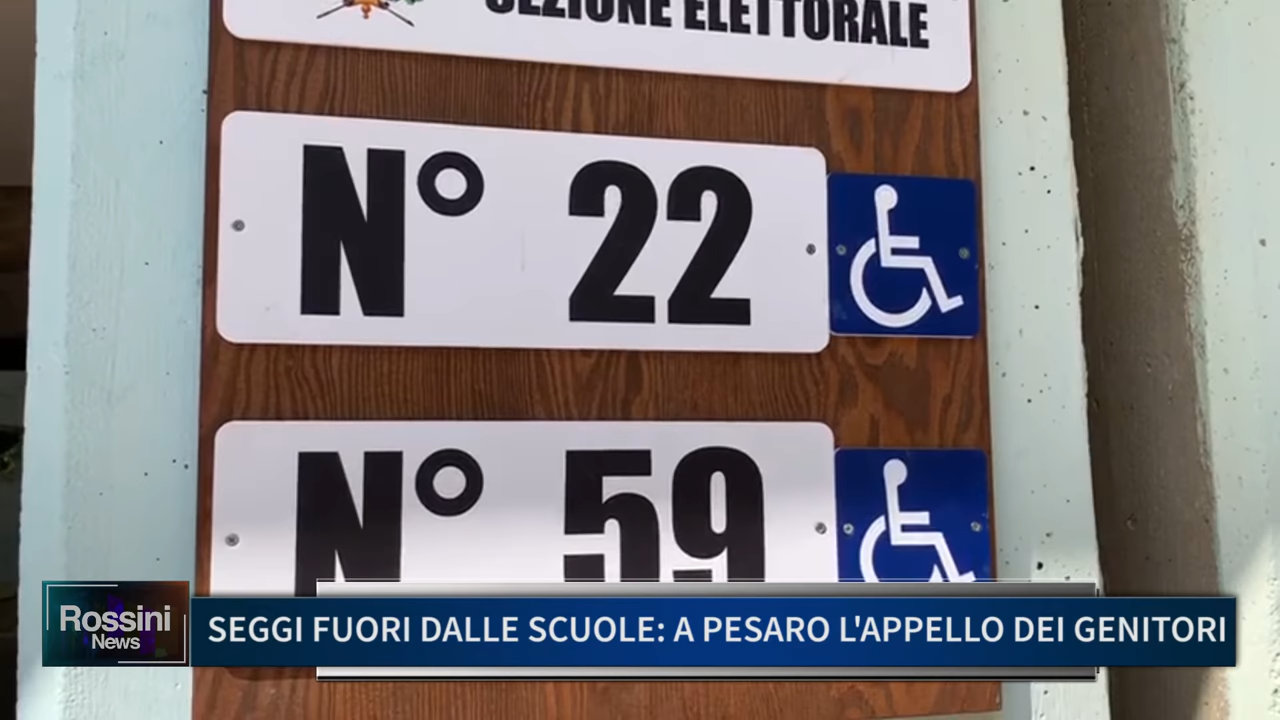 SEZIONE ELETTORALE
N° 22
N° 59
Rossini
News
SEGGI FUORI DALLE SCUOLE: A PESARO L'APPELLO DEI GENITORI